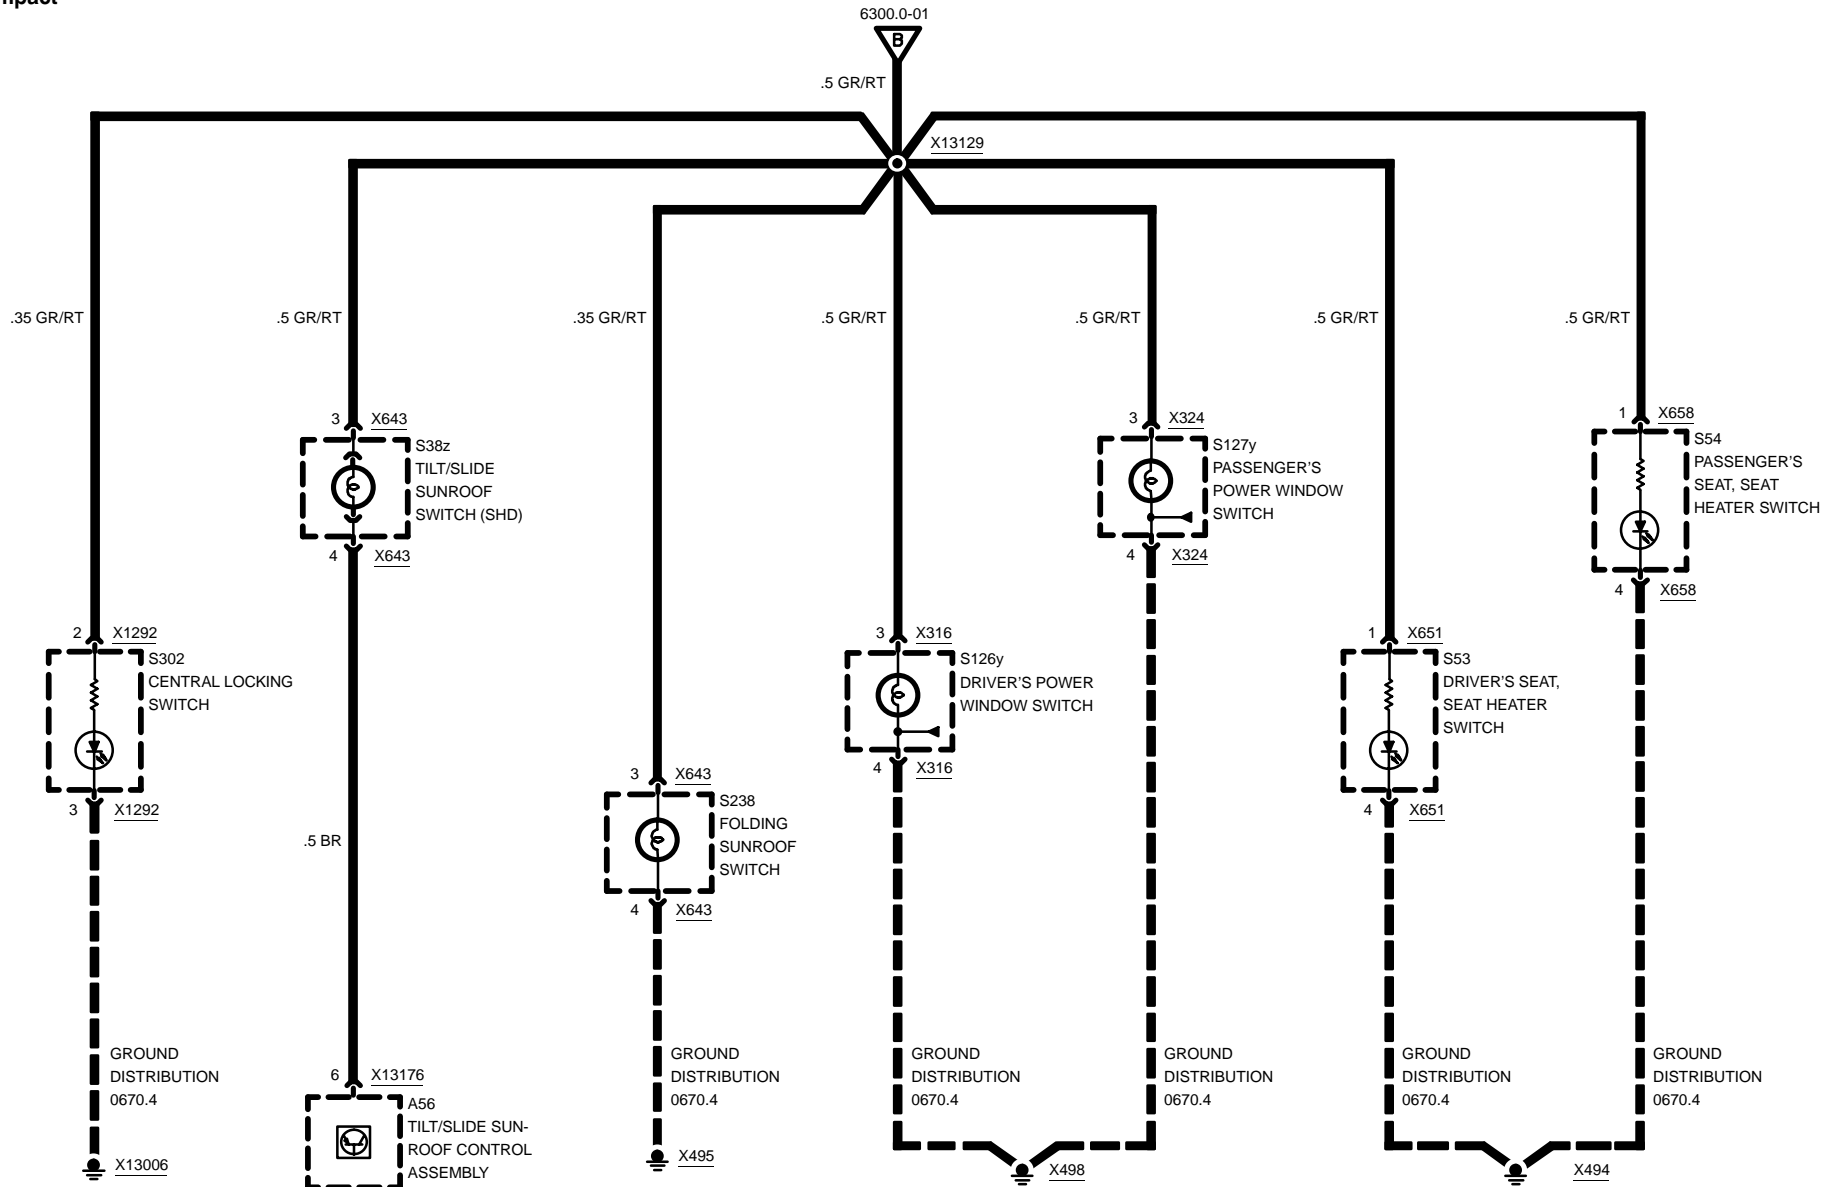 6300.0-01
B
.5 GR/RT
X13129
.35 GR/RT
.5 GR/RT
.35 GR/RT
.5 GR/RT
.5 GR/RT
.5 GR/RT
.5 GR/RT
3 X643
S38z
TILT/SLIDE
SUNROOF
SWITCH (SHD)
4 X643
3 X324
S127y
PASSENGER'S
POWER WINDOW
SWITCH
4 X324
1 X658
S54
PASSENGER'S
SEAT, SEAT
HEATER SWITCH
4 X658
2 X1292
S302
CENTRAL LOCKING
SWITCH
3 X1292
3 X316
S126y
DRIVER'S POWER
WINDOW SWITCH
4 X316
1 X651
S53
DRIVER'S SEAT,
SEAT HEATER
SWITCH
4 X651
3 X643
S238
FOLDING
SUNROOF
SWITCH
4 X643
.5 BR
GROUND
DISTRIBUTION
0670.4
X13006
6 X13176
A56
TILT/SLIDE SUN-
ROOF CONTROL
ASSEMBLY
GROUND
DISTRIBUTION
0670.4
X495
GROUND
DISTRIBUTION
0670.4
GROUND
DISTRIBUTION
0670.4
X498
GROUND
DISTRIBUTION
0670.4
GROUND
DISTRIBUTION
0670.4
X494